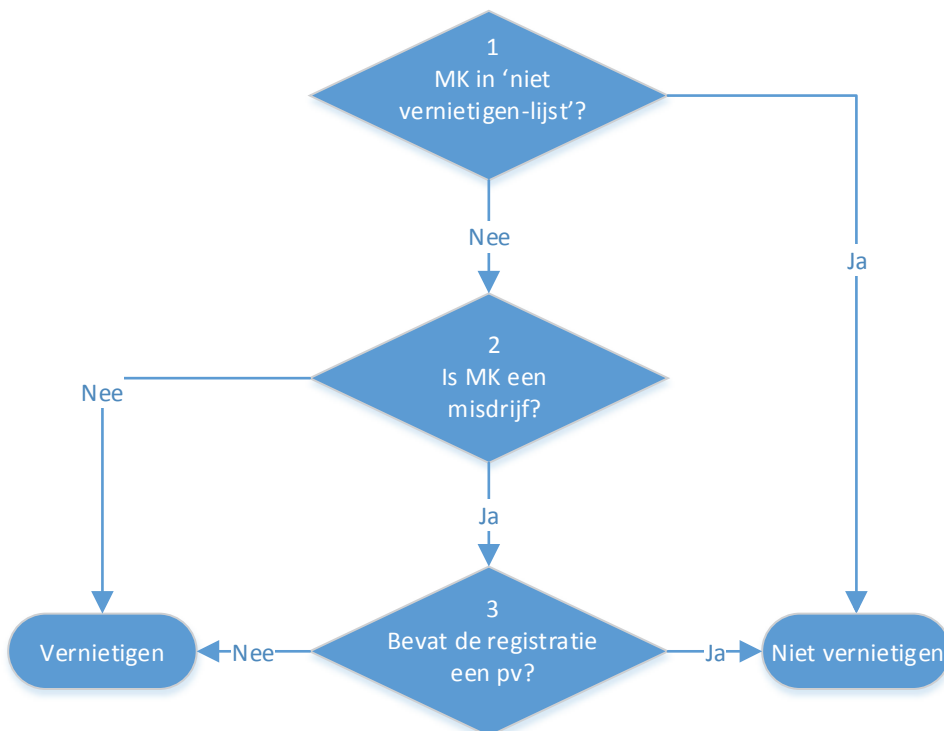 1
MK in ‘niet
vernietigen-lijst’?
Nee
Ja
2
Is MK een
misdrijf?
Nee
Ja
3
Bevat de registratie
een pv?
Vernietigen
Nee
Ja
Niet vernietigen